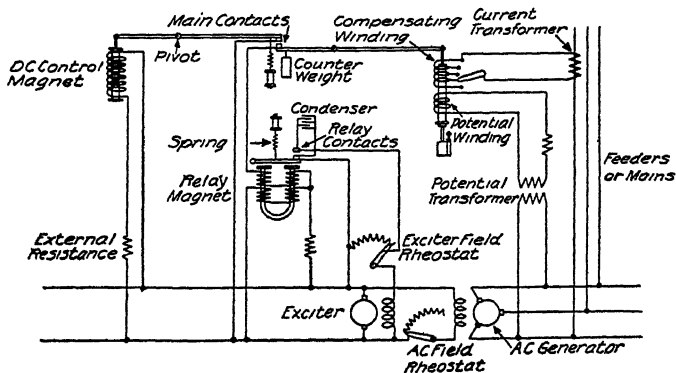 Main Contacts
Pivot
DC Control
Magnet
Counter
Weight
Compensating
Winding
Current
Transformer
Condenser
Relay
Contacts
Spring
Relay
Magnet
Potential
Winding
Potential
Transformer
Feeders
or Mains
External
Resistance
Exciter Field
Rheostat
Exciter
AC Field
Rheostat
AC Generator